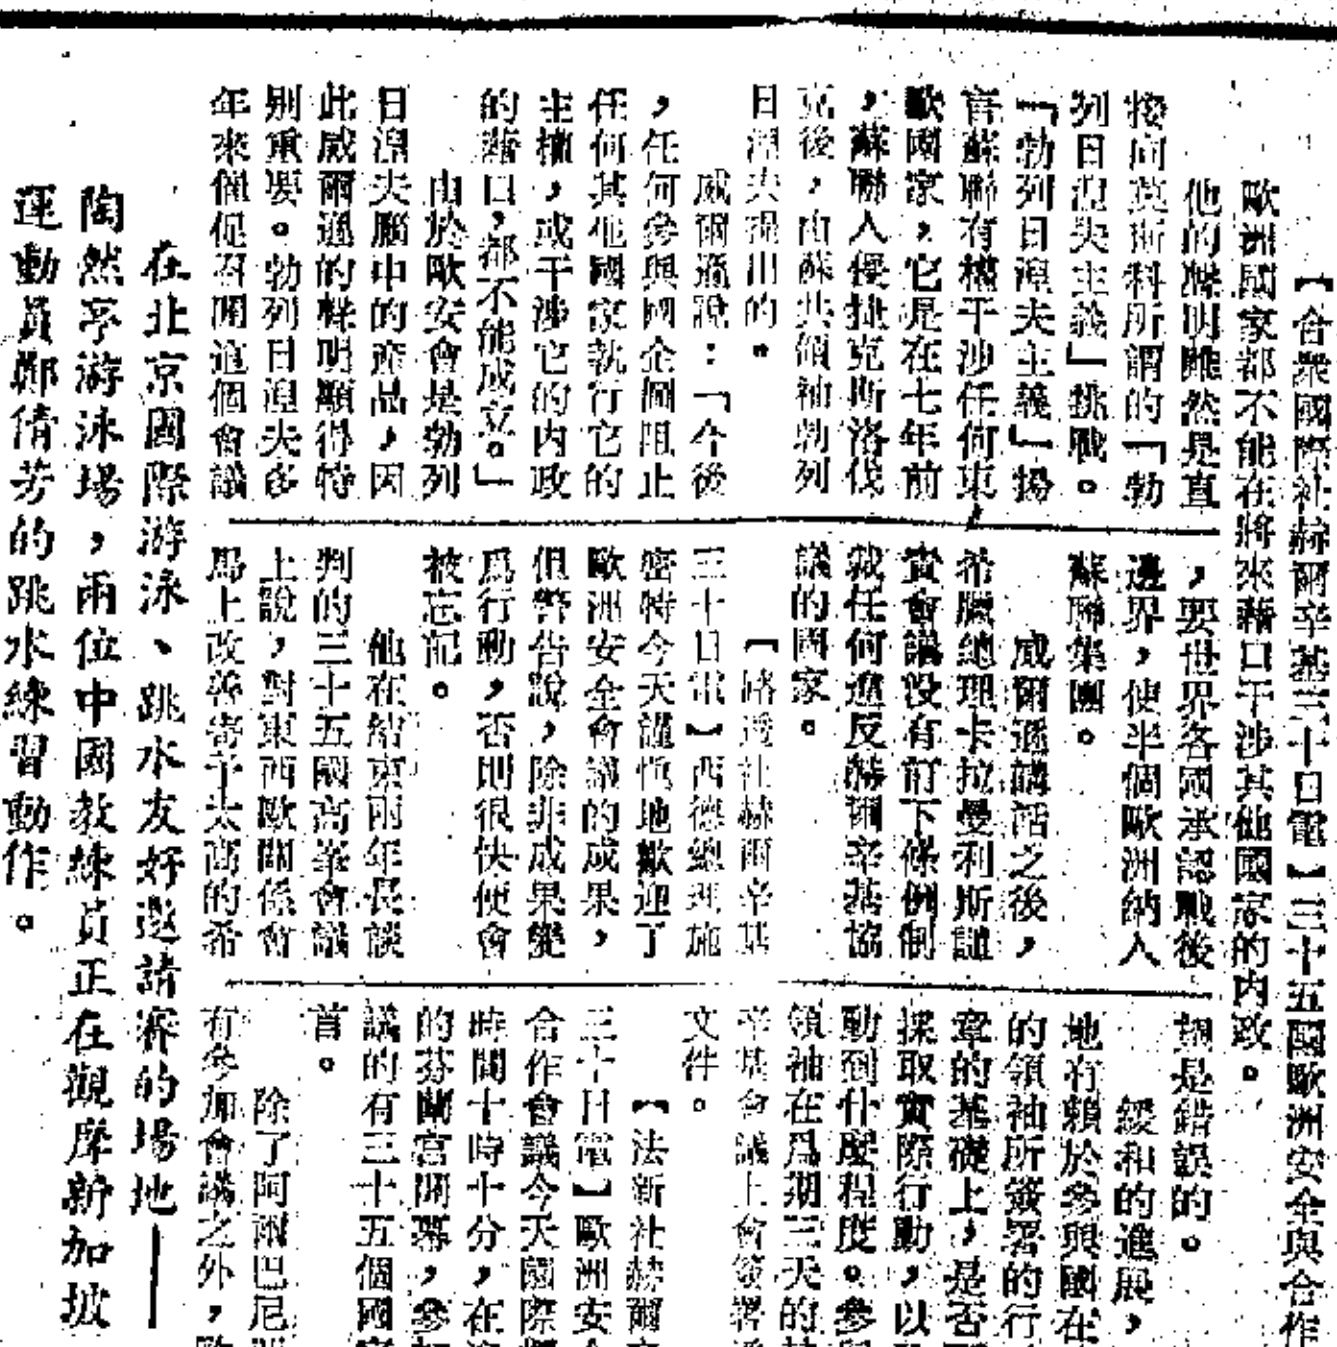 【合衆國際社赫爾辛基三十日電】三十五國歐洲安全與合作
歐洲國家都不能在將來藉口干涉其他國家的內政。
他的聲明雖然是直
接向莫斯科所謂的「勃
列日湼夫主義」挑戰。
「勃列日湼夫主義」揚
言蘇聯有權干涉任何東
歐國家，它是在七年前
，蘇聯人侵捷克斯洛伐
克後，由蘇共領袖勃列
日湼夫提出的。
威爾遜說：「今後
，任何參與國企圖阻止
任何其他國家執行它的
主權，或干涉它的內政
的藉口，都不能成立。」
由於歐安會是勃列
日湼夫腦中的產品，因
此威爾遜的聲明顯得特
別重要。勃列日湼夫多
年來催促召開這個會議
，要世界各國承認戰後
邊界，使半個歐洲納入
蘇聯集團。
威爾遜講話之後，
希臘總理卡拉曼利斯譴
責會議沒有訂下條例制
裁任何違反赫爾辛基協
議的國家。
【路透社赫爾辛基
三十日電】西德總理施
密特今天謹慎地歡迎了
歐洲安全會議的成果，
但警告說，除非成果變
爲行動，否則很快便會
被忘記。
他在結束兩年長談
判的三十五國高峯會議
上說，對東西歐關係會
馬上改善寄予太高的希
望是錯誤的。
緩和的進展，
地有賴於參與國在
的領袖所簽署的行
章的基礎上，是否
採取實際行動，以
動到什麼程度。參與
領袖在爲期三天的赫
辛基會議上會簽署
文件。
【法新社赫爾
三十日電】歐洲安全
合作會議今天國際標
時間十時十分，在這
的芬蘭宮開幕，參加
議的有三十五個國家
首。
除了阿爾巴尼亞
有參加會議之外，歐
在北京國際游泳、跳水友好邀請賽的場地——
陶然亭游泳場，兩位中國教練員正在觀摩新加坡
運動員鄭倩芳的跳水練習動作。